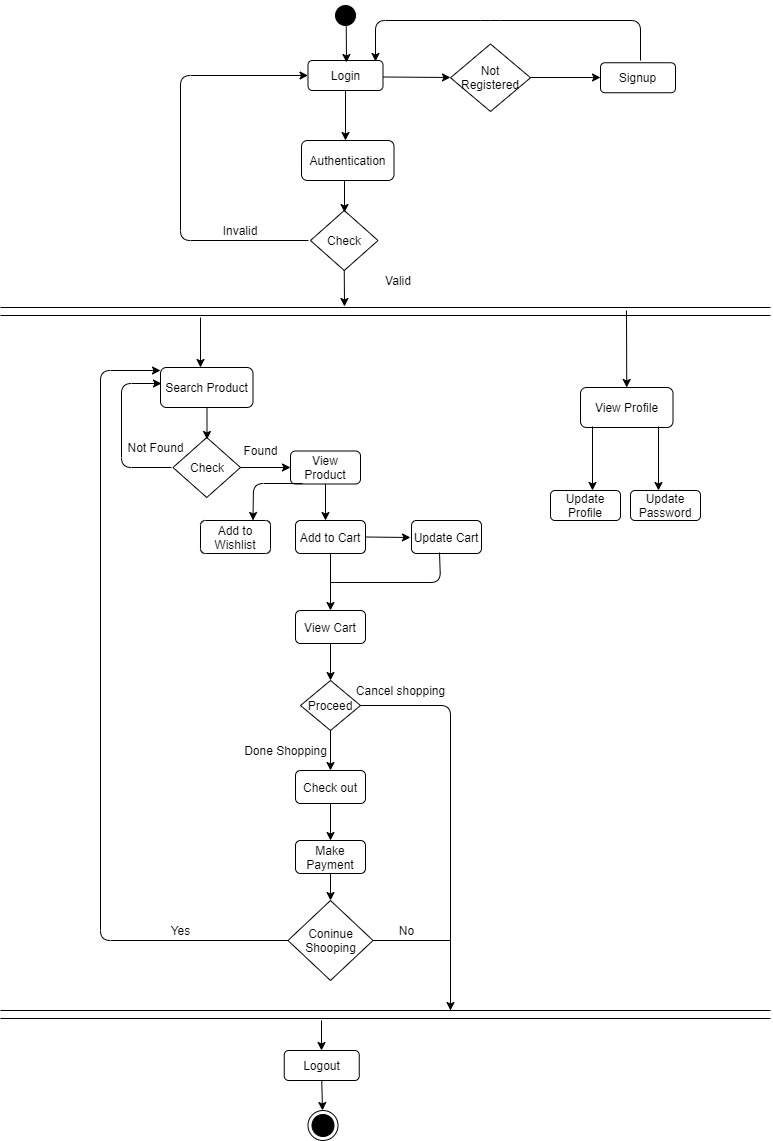 Login
Not
Registered
Signup
Authentication
Invalid
Check
Valid
Search Product
View Profile
Not Found
Found
Check
View
Product
Update
Profile
Update
Password
Add to
Wishlist
Add to Cart
Update Cart
View Cart
Cancel shopping
Proceed
Done Shopping
Check out
Make
Payment
Yes
Coninue
Shooping
No
Logout